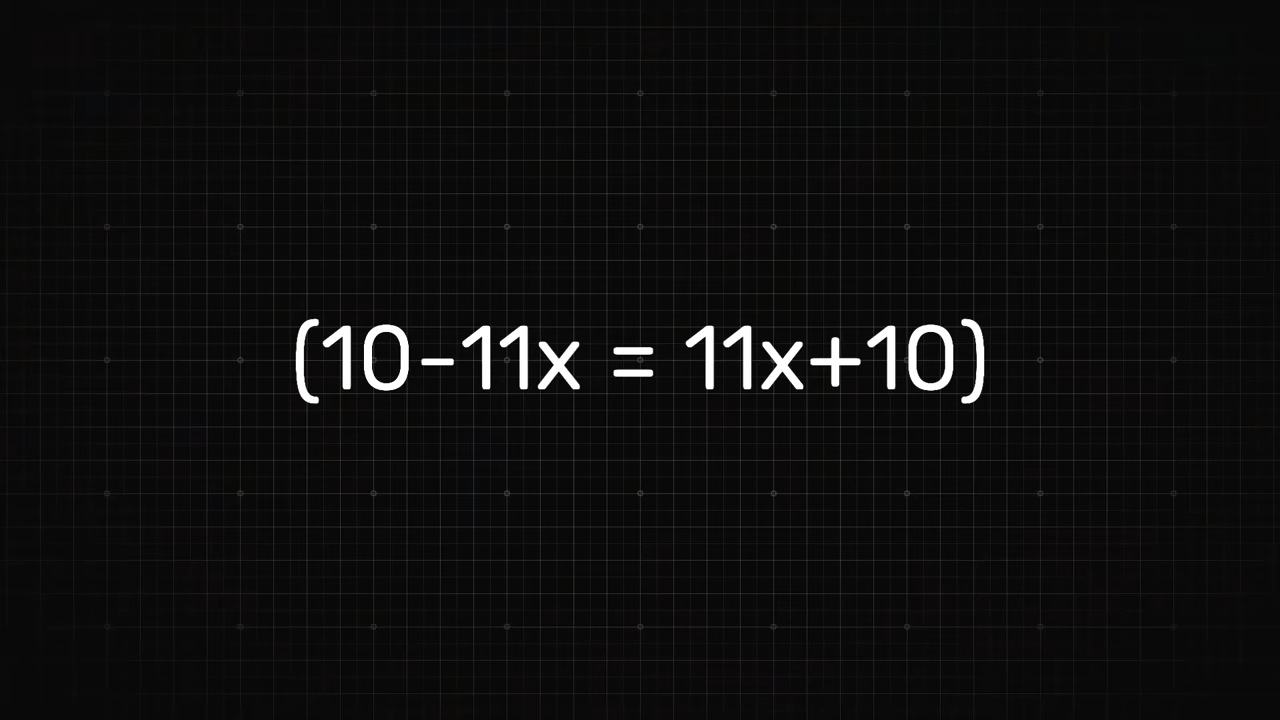 (10-11x = 11x+10)